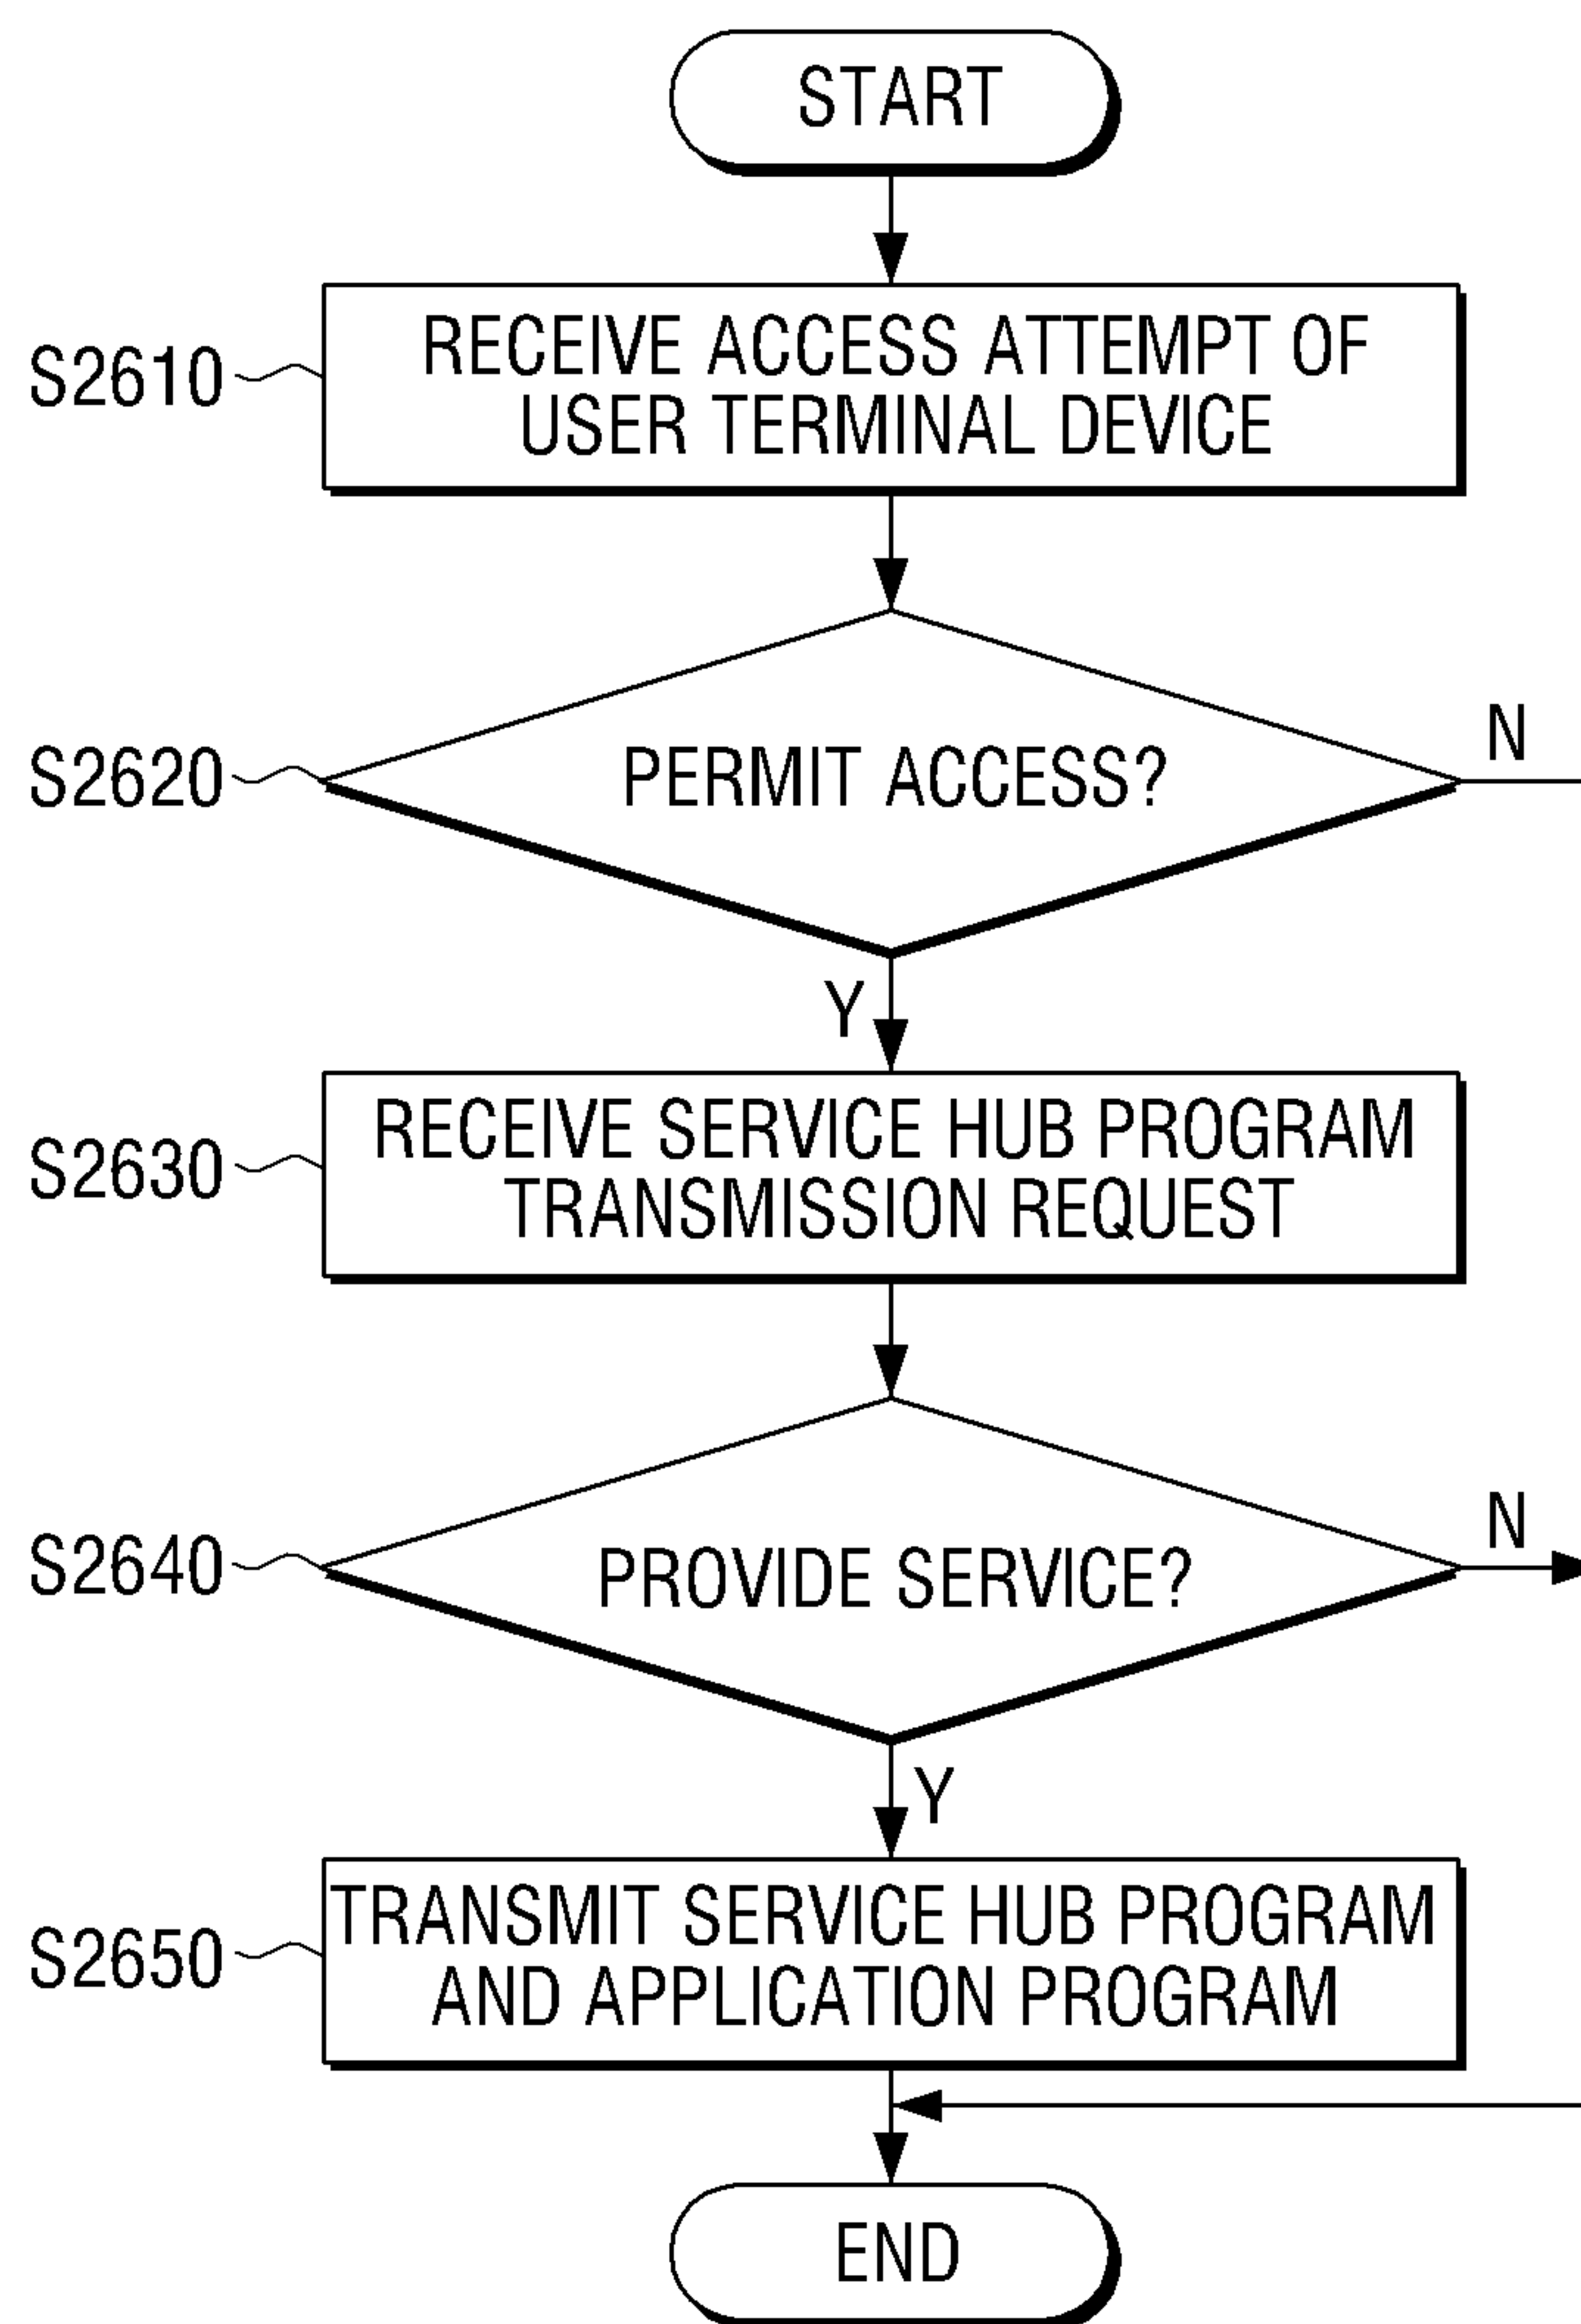 START
S2610
RECEIVE ACCESS ATTEMPT OF
USER TERMINAL DEVICE
S2620
PERMIT ACCESS?
N
Y
S2630
RECEIVE SERVICE HUB PROGRAM
TRANSMISSION REQUEST
S2640
PROVIDE SERVICE?
N
Y
S2650
TRANSMIT SERVICE HUB PROGRAM
AND APPLICATION PROGRAM
END